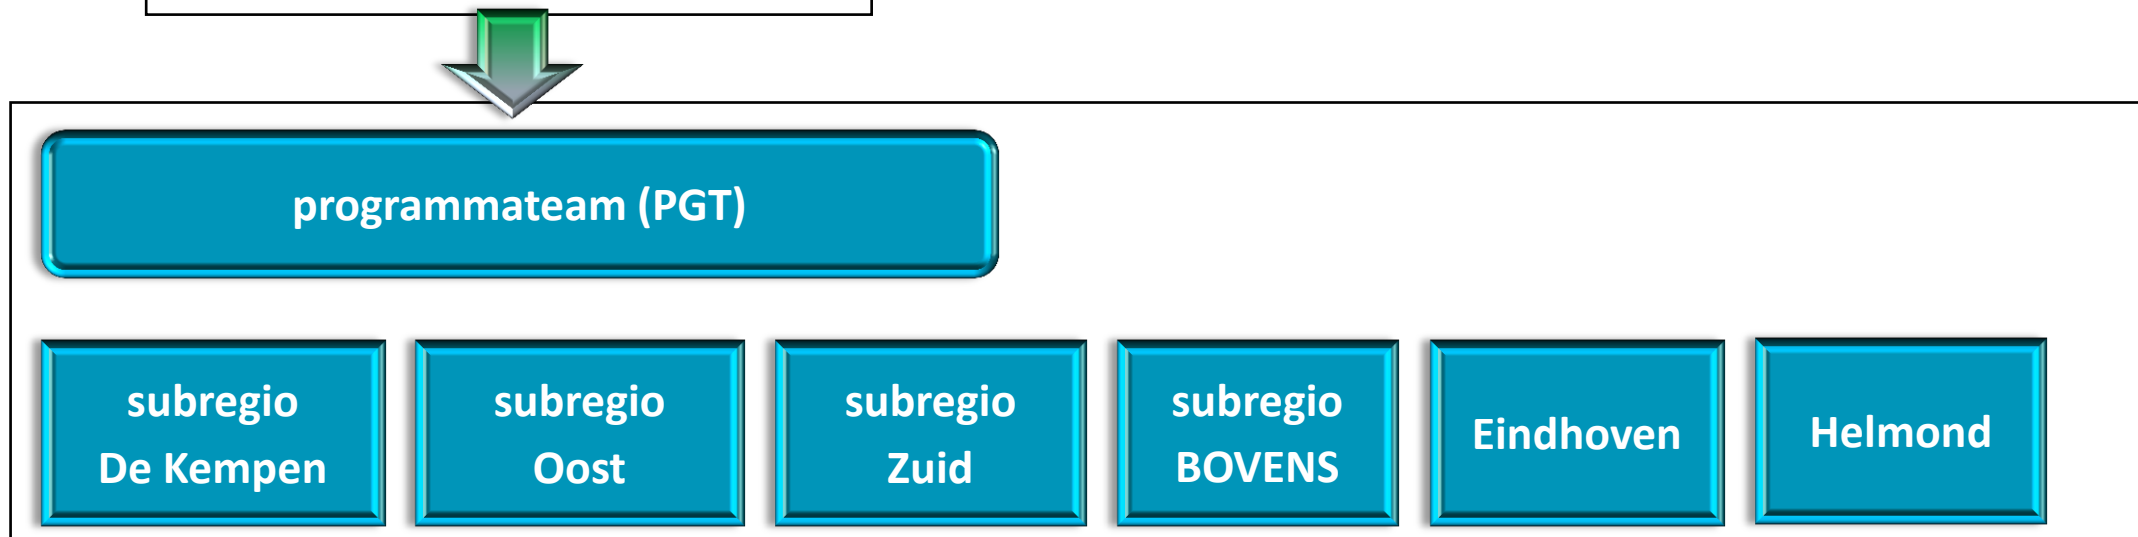 programmateam (PGT)
subregio
De Kempen
subregio
Oost
subregio
Zuid
subregio
BOVENS
Eindhoven
Helmond